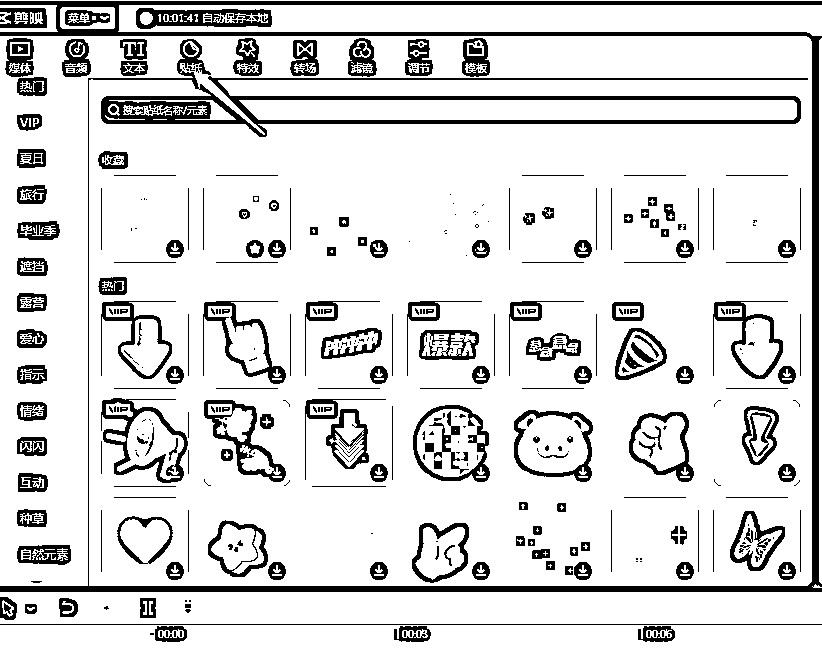 剪映 菜单 10:01:41 自动保存本地
媒体 音频 文本 贴纸 特效 转场 滤镜 调节 模板
热门
VIP
搜索贴纸名称/元素
夏日
收藏
旅行
毕业季
遮挡
热门
露营
VIP VIP VIP VIP VIP VIP VIP
爱心
爆款
指示
情绪
VIP VIP VIP
闪闪
互动
种草
自然元素
00:00 00:03 00:06